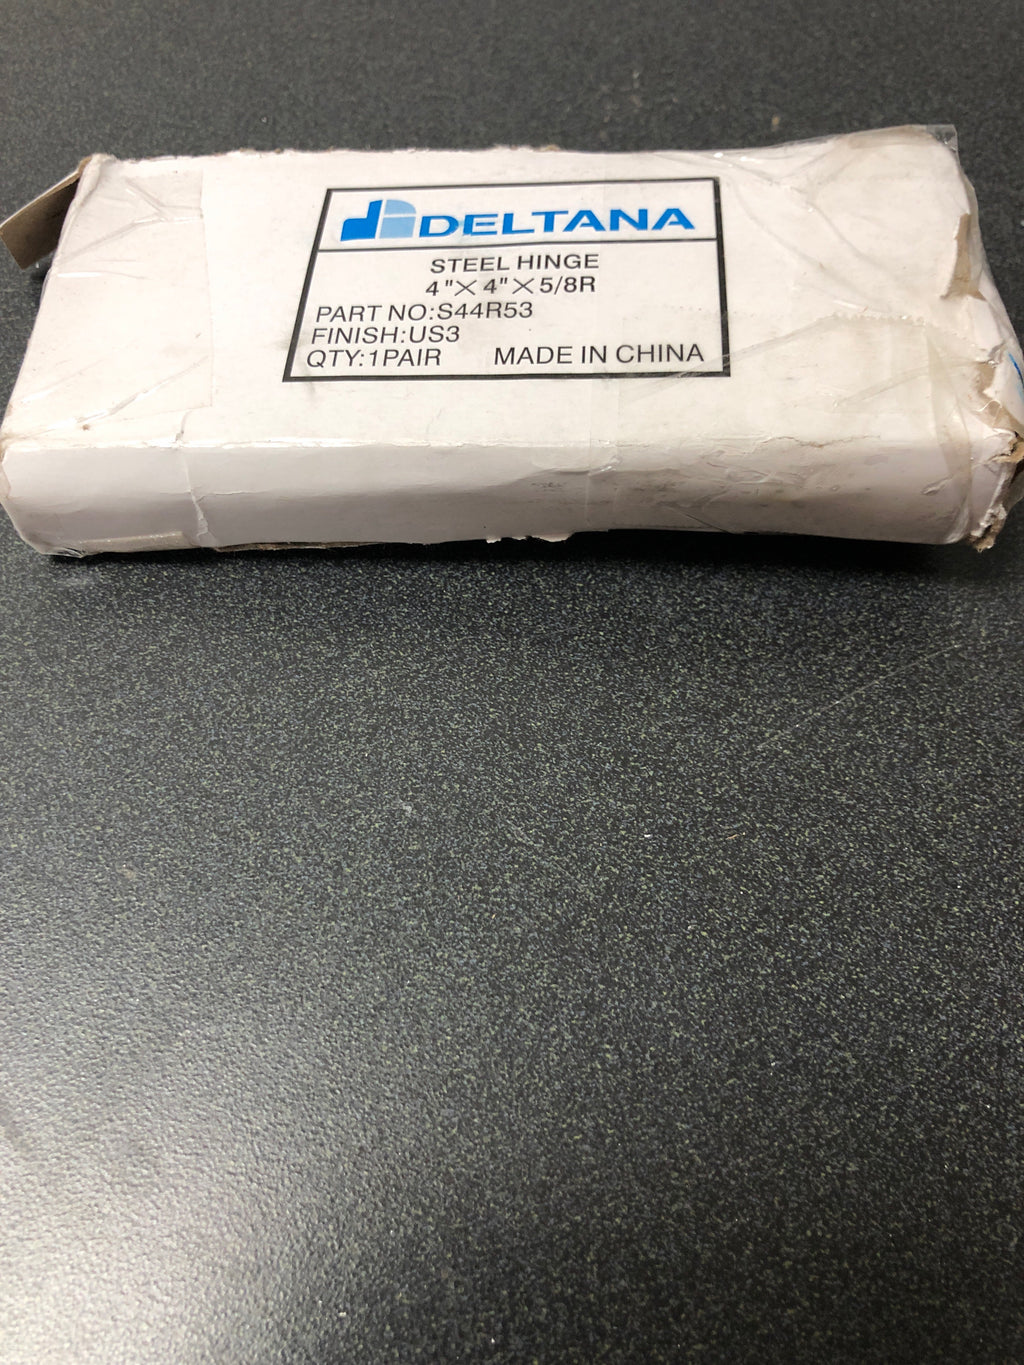 DELTANA
STEEL HINGE
4"X 4"X 5/8R
PART NO:S44R53
FINISH:US3
QTY:1PAIR MADE IN CHINA